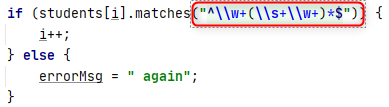 if (students[i].matches("^\\w+(\\s+\\w+)*$")) {
i++;
} else {
errorMsg = " again";
}